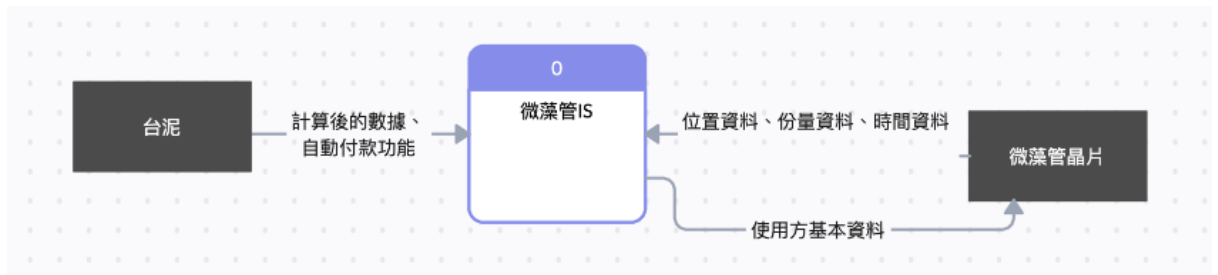 0
微藻管IS
台泥
計算後的數據、
自動付款功能
位置資料、份量資料、時間資料
微藻管晶片
使用方基本資料